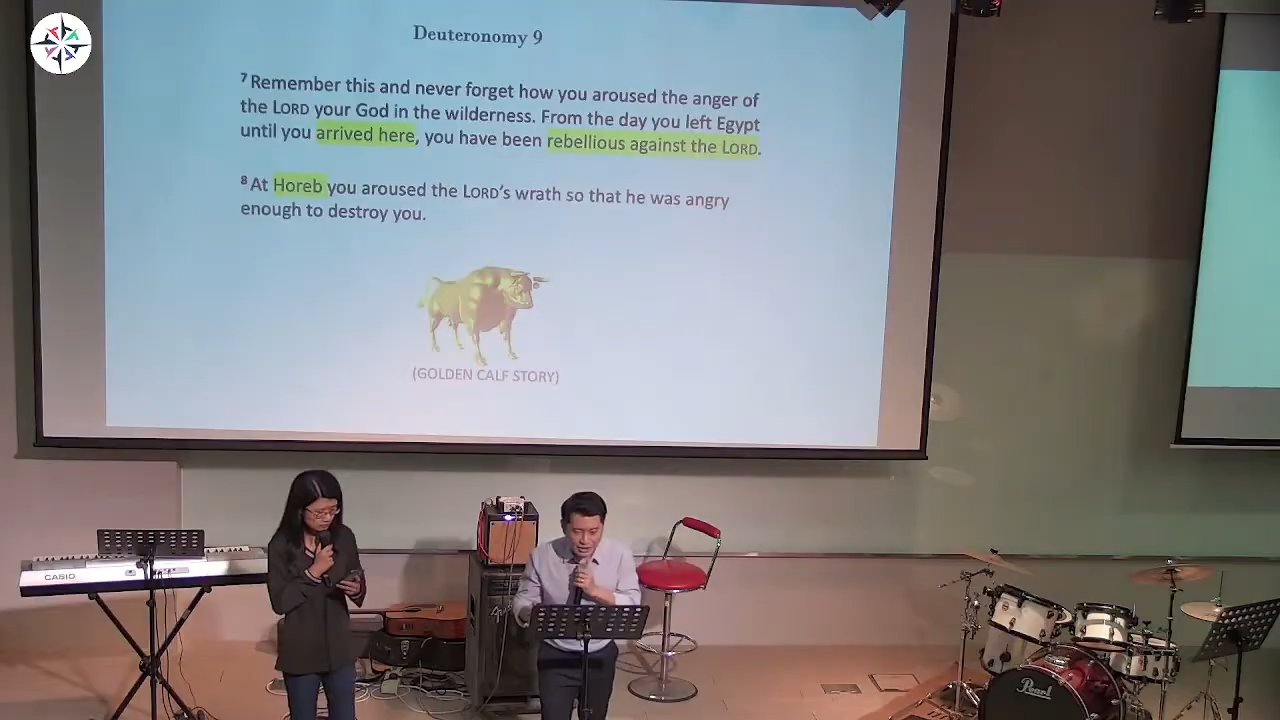 Deuteronomy 9
⁷ Remember this and never forget how you aroused the anger of
the LORD your God in the wilderness. From the day you left Egypt
until you arrived here, you have been rebellious against the LORD.
⁸ At Horeb you aroused the LORD's wrath so that he was angry
enough to destroy you.
(GOLDEN CALF STORY)
CASIO
Pearl